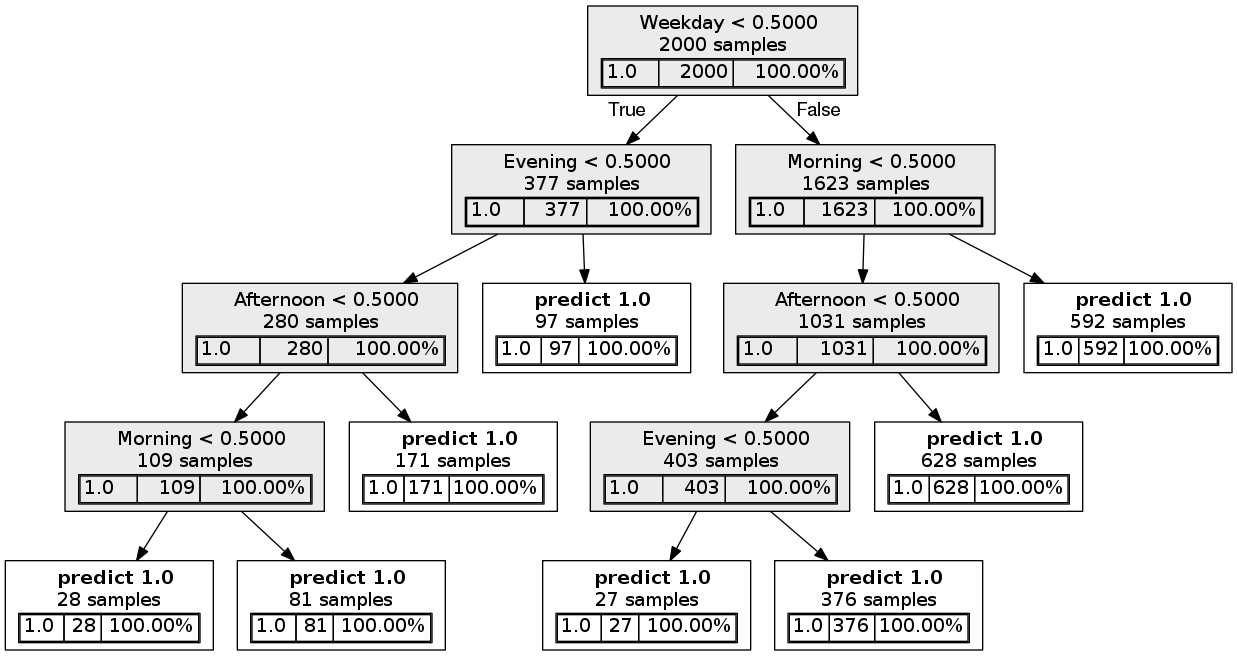 Weekday < 0.5000
2000 samples
1.0 2000 100.00%
True False
Evening < 0.5000
377 samples
1.0 377 100.00%
Morning < 0.5000
1623 samples
1.0 1623 100.00%
Afternoon < 0.5000
280 samples
1.0 280 100.00%
predict 1.0
97 samples
1.0 97 100.00%
Afternoon < 0.5000
1031 samples
1.0 1031 100.00%
predict 1.0
592 samples
1.0 592 100.00%
Morning < 0.5000
109 samples
1.0 109 100.00%
predict 1.0
171 samples
1.0 171 100.00%
Evening < 0.5000
403 samples
1.0 403 100.00%
predict 1.0
628 samples
1.0 628 100.00%
predict 1.0
28 samples
1.0 28 100.00%
predict 1.0
81 samples
1.0 81 100.00%
predict 1.0
27 samples
1.0 27 100.00%
predict 1.0
376 samples
1.0 376 100.00%